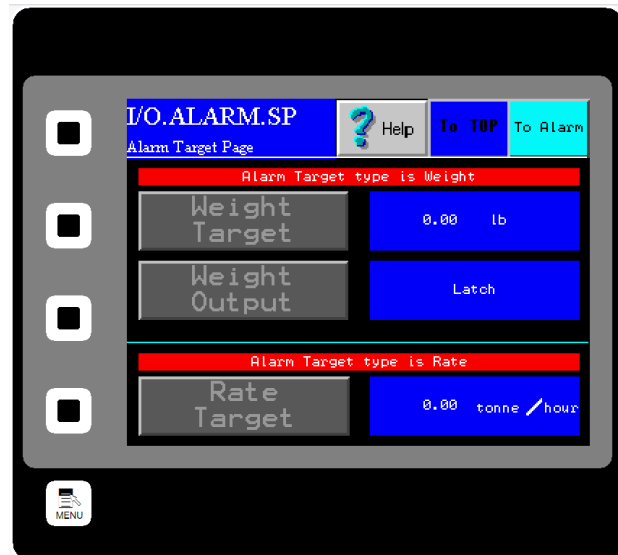 I/O.ALARM.SP
Alarm Target Page
Help
To TOP
To Alarm
Alarm Target type is Weight
Weight
Target
0.00 lb
Weight
Output
Latch
Alarm Target type is Rate
Rate
Target
0.00 tonne /hour
MENU